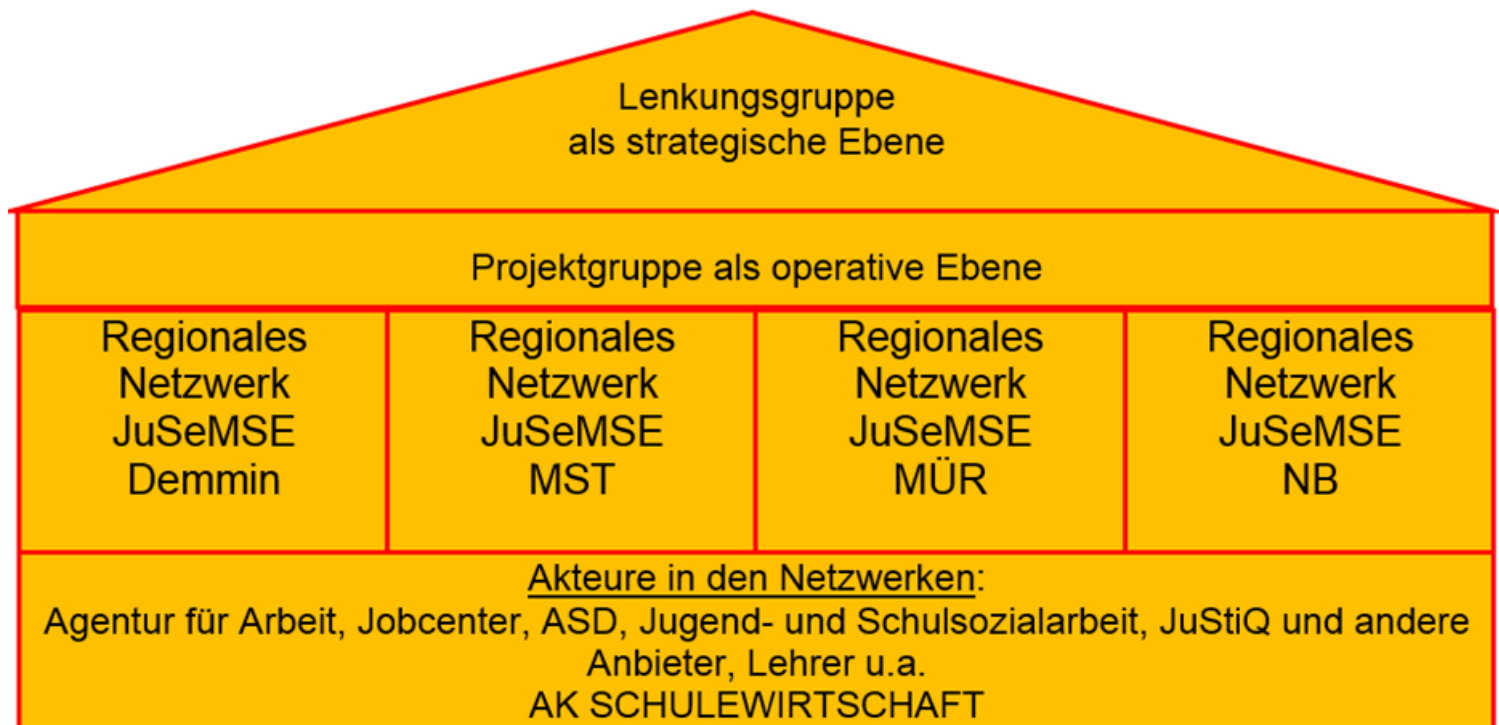 Lenkungsgruppe
als strategische Ebene
Projektgruppe als operative Ebene
Regionales
Netzwerk
JuSeMSE
Demmin
Regionales
Netzwerk
JuSeMSE
MST
Regionales
Netzwerk
JuSeMSE
MÜR
Regionales
Netzwerk
JuSeMSE
NB
Akteure in den Netzwerken:
Agentur für Arbeit, Jobcenter, ASD, Jugend- und Schulsozialarbeit, JuStiQ und andere
Anbieter, Lehrer u.a.
AK SCHULEWIRTSCHAFT